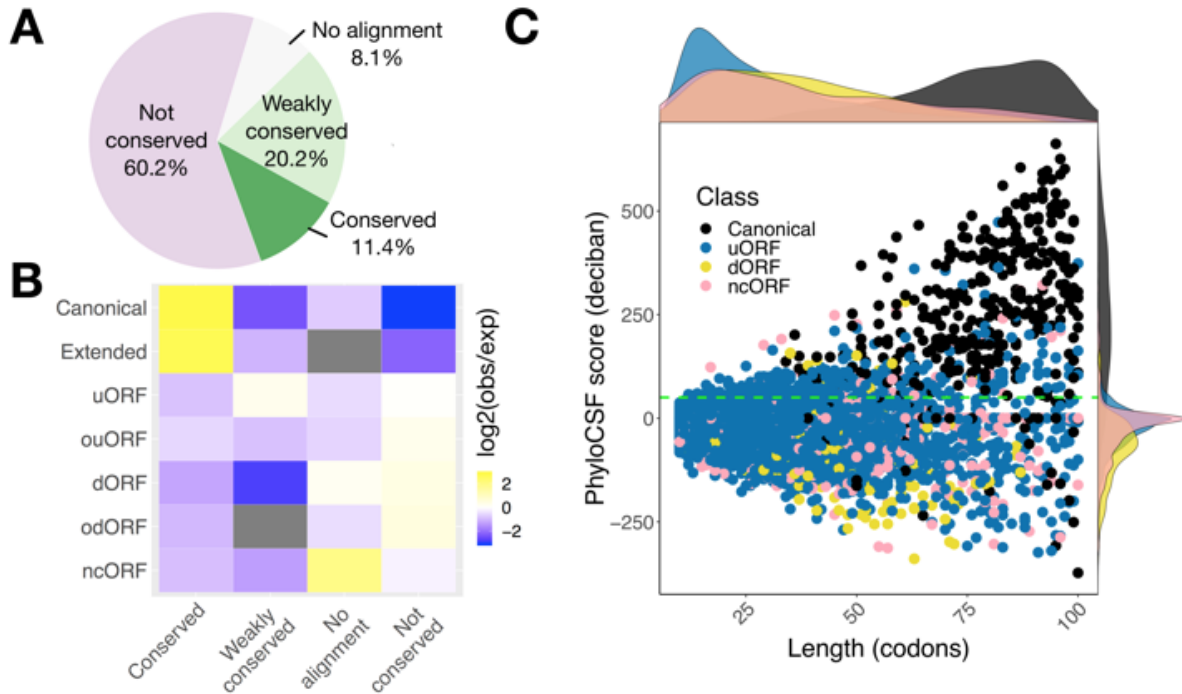 A
No alignment
8.1%
Not
conserved
60.2%
Weakly
conserved
20.2%
Conserved
11.4%
B
Canonical
Extended
uORF
ouORF
dORF
odORF
ncORF
Conserved
Weakly
conserved
No
alignment
Not
conserved
log2(obs/exp)
2
0
−2
C
Class
Canonical
uORF
dORF
ncORF
PhyloCSF score (deciban)
500
250
0
−250
25
50
75
100
Length (codons)